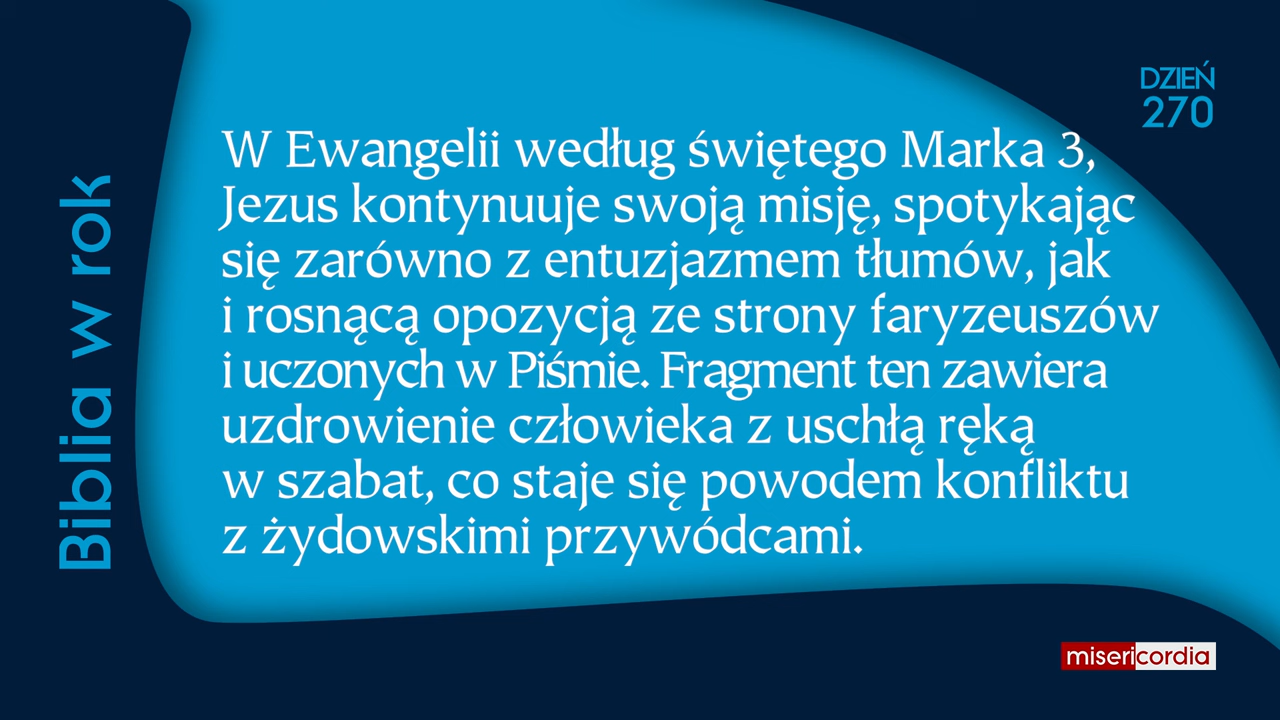 Biblia w rok
DZIEŃ
270
W Ewangelii według świętego Marka 3,
Jezus kontynuuje swoją misję, spotykając
się zarówno z entuzjazmem tłumów, jak
i rosnącą opozycją ze strony faryzeuszów
i uczonych w Piśmie. Fragment ten zawiera
uzdrowienie człowieka z uschłą ręką
w szabat, co staje się powodem konfliktu
z żydowskimi przywódcami.
misericordia